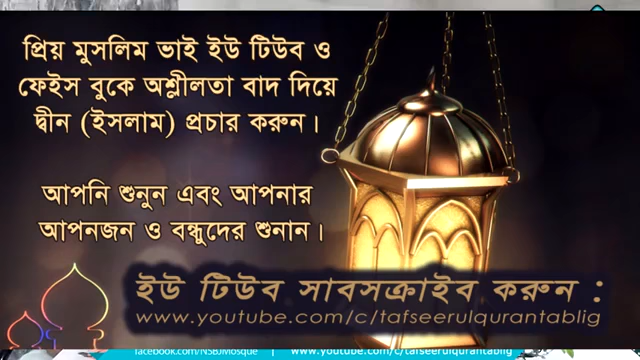 প্রিয় মুসলিম ভাই ইউ টিউব ও
ফেইস বুকে অশ্লীলতা বাদ দিয়ে
দ্বীন (ইসলাম) প্রচার করুন।
আপনি শুনুন এবং আপনার
আপনজন ও বন্ধুদের শুনান।
ইউ টিউব সাবসক্রাইব করুন :
www.youtube.com/c/tafseerulqurantablig
facebook.com/NSBJMosque | https://www.youtube.com/c/tafseerulqurantablig